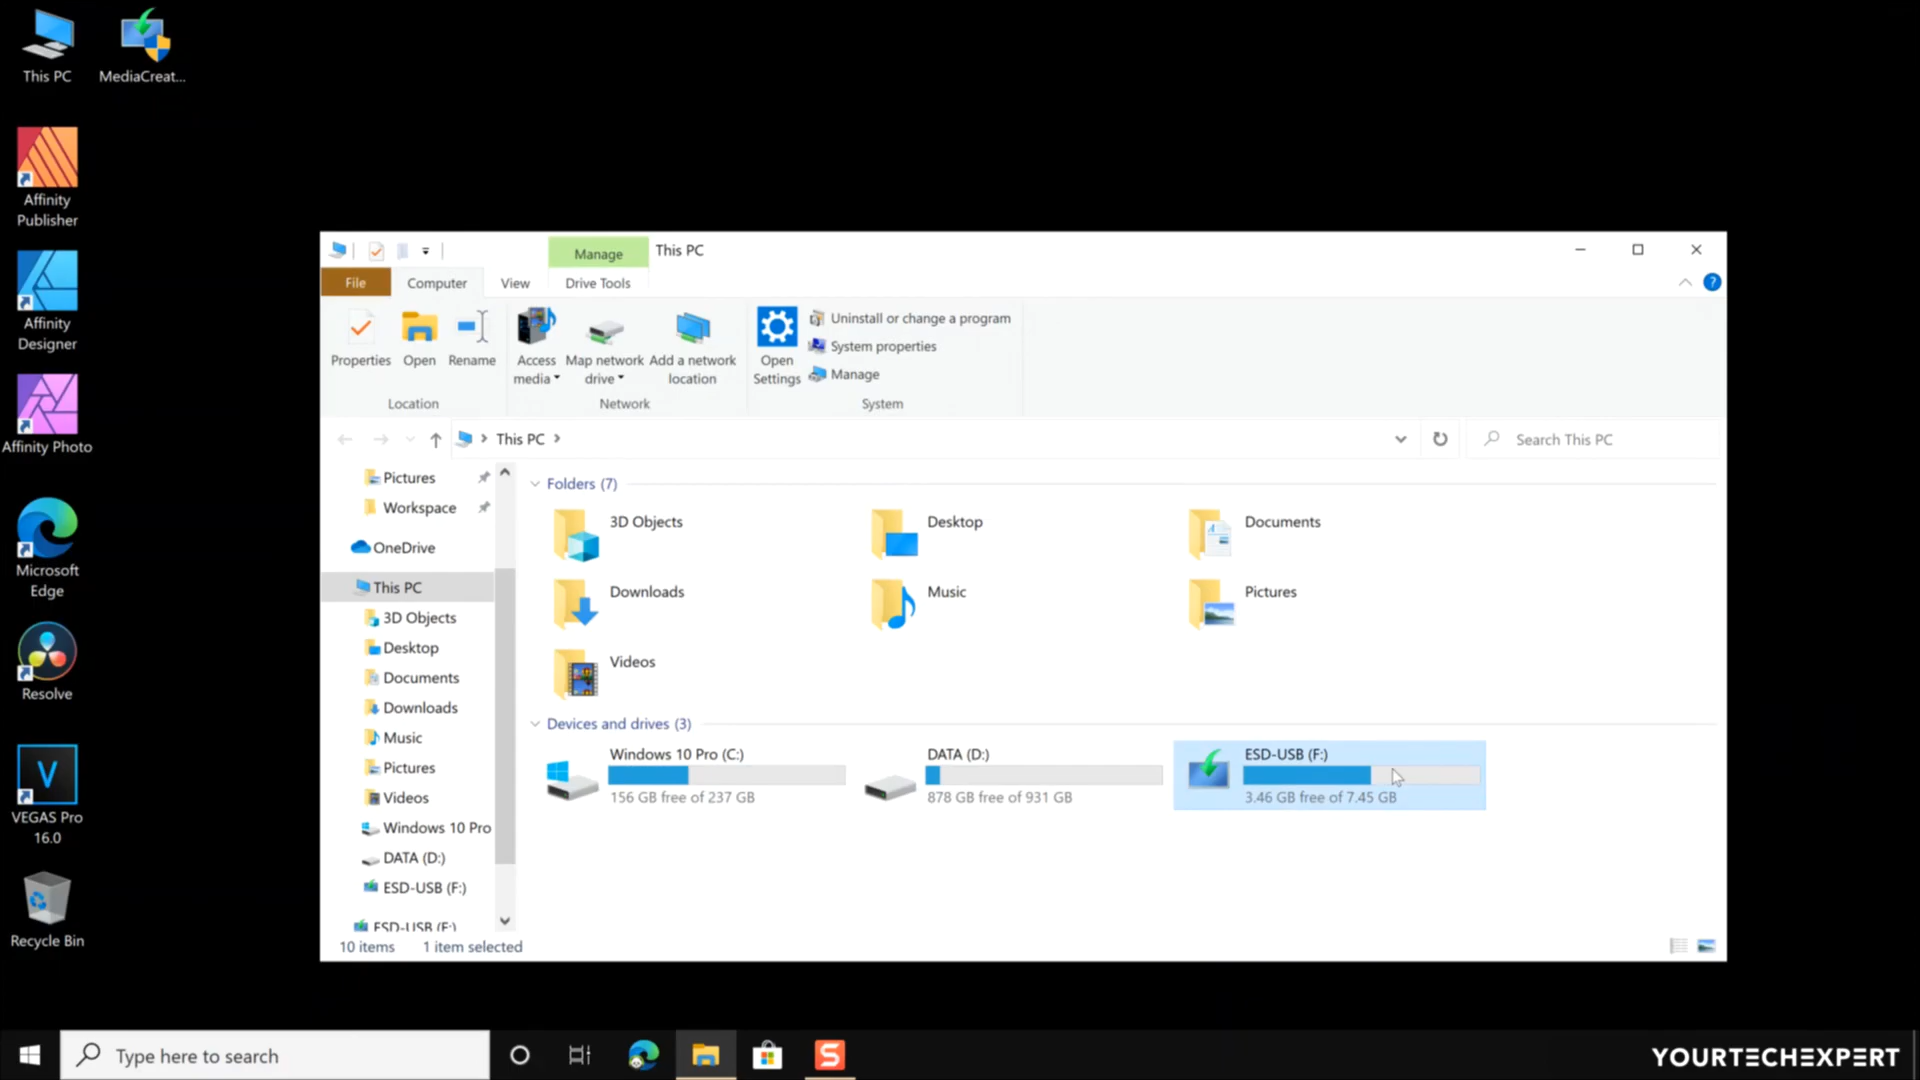 This PC
MediaCreat...
Affinity
Publisher
Affinity
Designer
Affinity Photo
Microsoft
Edge
Resolve
V
VEGAS Pro
16.0
Recycle Bin
Manage
This PC
File
Computer
View
Drive Tools
?
Properties
Open
Rename
Location
Access
media
Map network
drive
Add a network
location
Network
Open
Settings
Uninstall or change a program
System properties
Manage
System
This PC
Search This PC
Pictures
Workspace
OneDrive
This PC
3D Objects
Desktop
Documents
Downloads
Music
Pictures
Videos
Windows 10 Pro
DATA (D:)
ESD-USB (F:)
ESD-USB (F:)
Folders (7)
3D Objects
Desktop
Documents
Downloads
Music
Pictures
Videos
Devices and drives (3)
Windows 10 Pro (C:)
156 GB free of 237 GB
DATA (D:)
878 GB free of 931 GB
ESD-USB (F:)
3.46 GB free of 7.45 GB
10 items
1 item selected
Type here to search
S
YOURTECHEXPERT